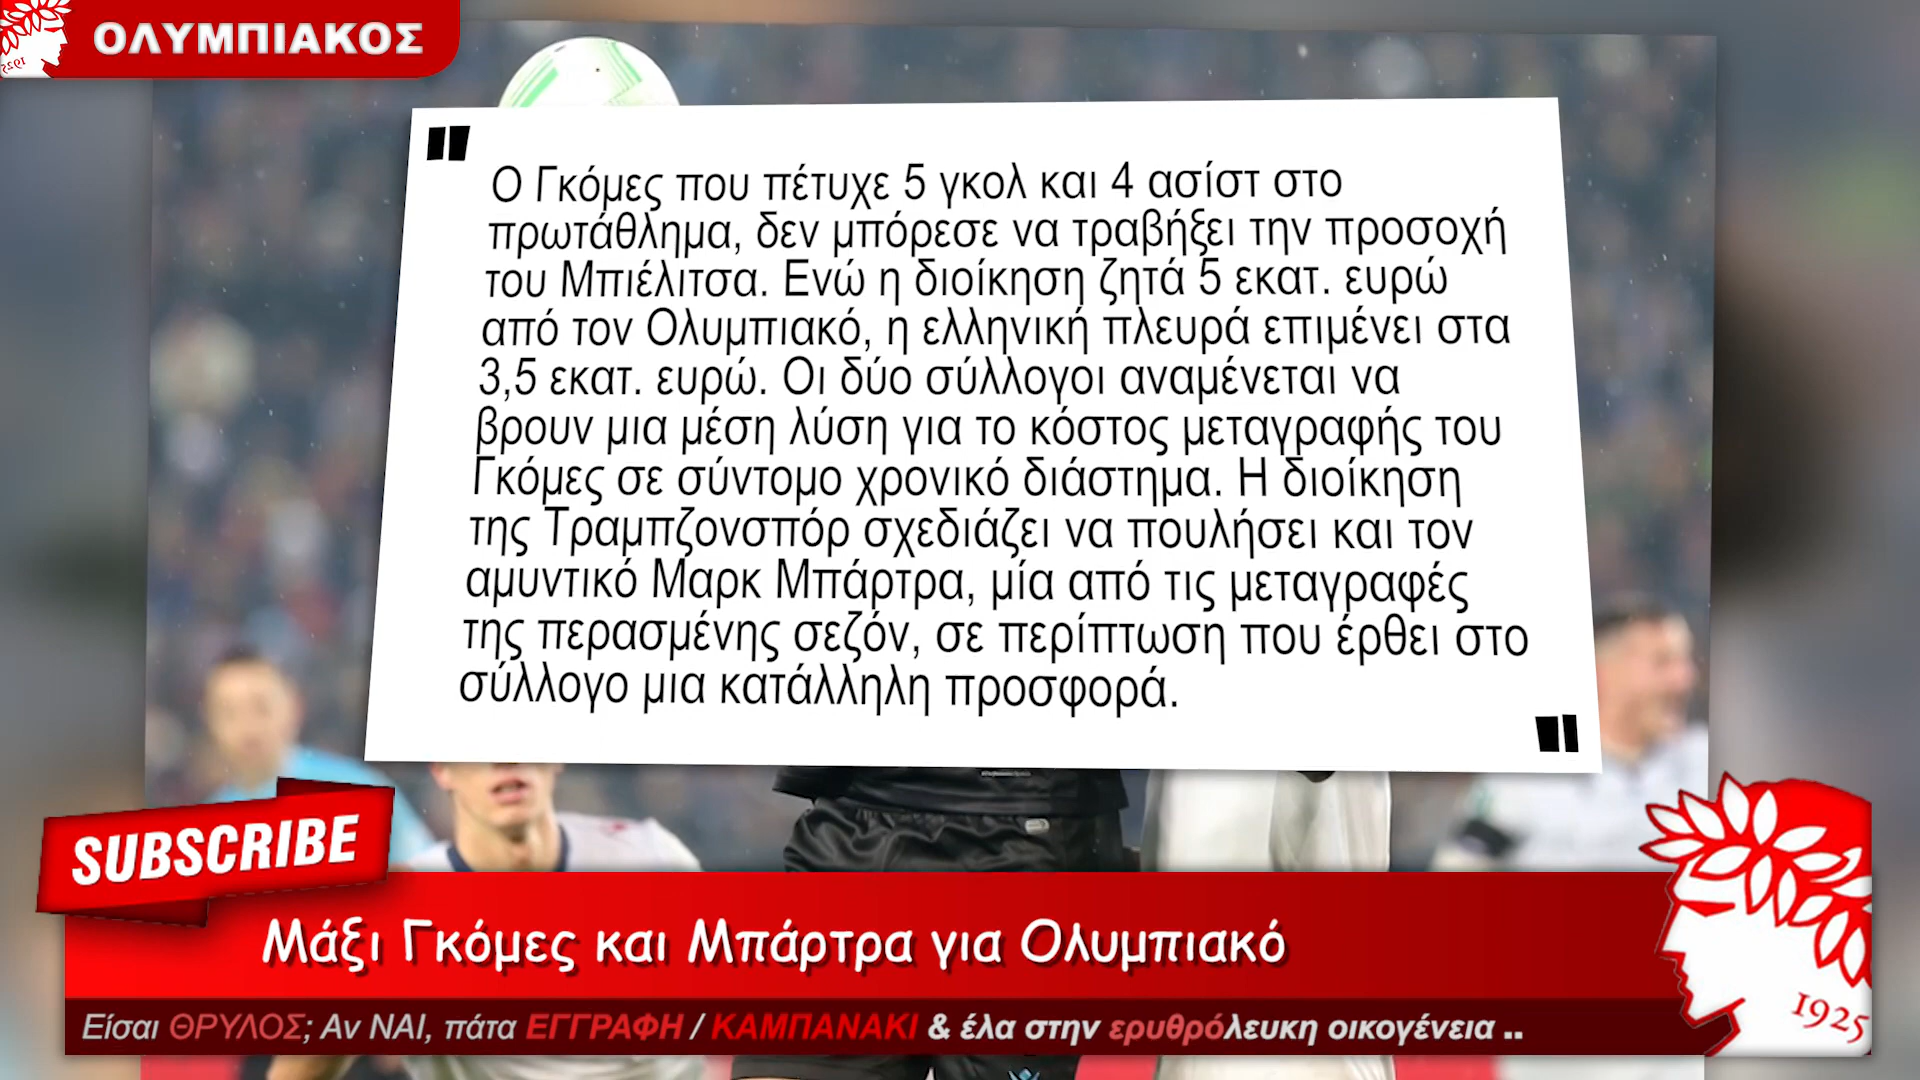 ΟΛΥΜΠΙΑΚΟΣ
1925
"
Ο Γκόμες που πέτυχε 5 γκολ και 4 ασίστ στο
πρωτάθλημα, δεν μπόρεσε να τραβήξει την προσοχή
του Μπιέλιτσα. Ενώ η διοίκηση ζητά 5 εκατ. ευρώ
από τον Ολυμπιακό, η ελληνική πλευρά επιμένει στα
3,5 εκατ. ευρώ. Οι δύο σύλλογοι αναμένεται να
βρουν μια μέση λύση για το κόστος μεταγραφής του
Γκόμες σε σύντομο χρονικό διάστημα. Η διοίκηση
της Τραμπζονσπόρ σχεδιάζει να πουλήσει και τον
αμυντικό Μαρκ Μπάρτρα, μία από τις μεταγραφές
της περασμένης σεζόν, σε περίπτωση που έρθει στο
σύλλογο μια κατάλληλη προσφορά.
"
SUBSCRIBE
Μάξι Γκόμες και Μπάρτρα για Ολυμπιακό
Είσαι ΘΡΥΛΟΣ; Αν ΝΑΙ, πάτα ΕΓΓΡΑΦΗ / ΚΑΜΠΑΝΑΚΙ & έλα στην ερυθρόλευκη οικογένεια ..
1925